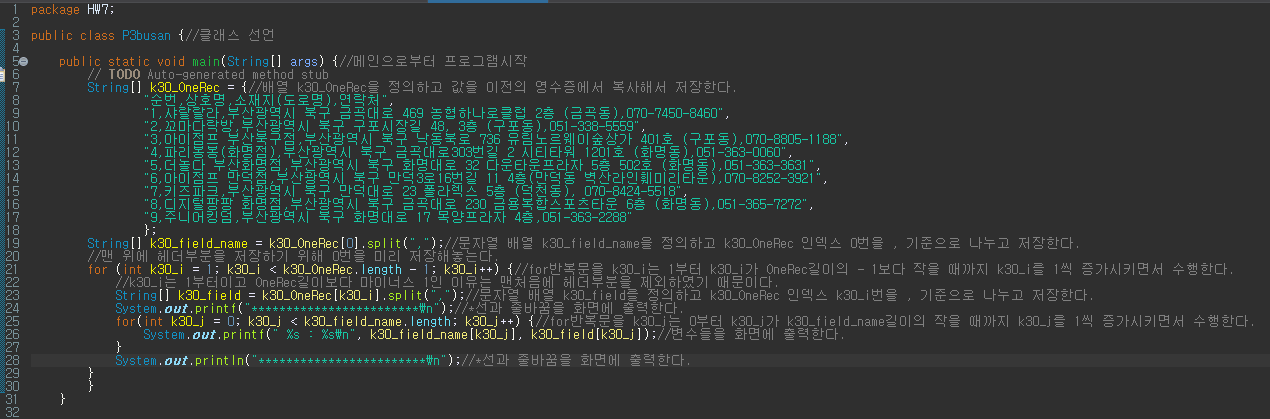 1 package HW7;
2
3 public class P3busan {//클래스 선언
4
5 public static void main(String[] args) {//메인으로부터 프로그램시작
6 // TODO Auto-generated method stub
7 String[] k30_OneRec = {//배열 k30_OneRec을 정의하고 값을 이전의 영수증에서 복사해서 저장한다.
8 "순번,상호명,소재지(도로명),연락처",
9 "1,샤랄랄라,부산광역시 북구 금곡대로 469 농협하나로클럽 2층 (금곡동),070-7450-8460",
10 "2,꼬마다락방,부산광역시 북구 구포시장길 48, 3층 (구포동),051-338-5559",
11 "3,아이점프 부산북구점,부산광역시 북구 낙동북로 736 유림노르웨이숲상가 401호 (구포동),070-8805-1188",
12 "4,파리몽몽(화명점),부산광역시 북구 금곡대로303번길 2 시티타워 1201호 (화명동),051-363-0060",
13 "5,더놀다 부산화명점,부산광역시 북구 화명대로 32 다운타운프라자 5층 502호 (화명동),051-363-3631",
14 "6,아이점프 만덕점,부산광역시 북구 만덕3로16번길 11 4층(만덕동 벽산라인훼미리타운),070-8252-3921",
15 "7,키즈파크,부산광역시 북구 만덕대로 23 플라렉스 5층 (덕천동), 070-8424-5518",
16 "8,디지털팡팡 화명점,부산광역시 북구 금곡대로 230 금용복합스포츠타운 6층 (화명동),051-365-7272",
17 "9,주니어킹덤,부산광역시 북구 화명대로 17 목양프라자 4층,051-363-2288"
18 };
19 String[] k30_field_name = k30_OneRec[0].split(",");//문자열 배열 k30_field_name을 정의하고 k30_OneRec 인덱스 0번을 , 기준으로 나누고 저장한다.
20 //맨 위에 헤더부분을 저장하기 위해 0번을 미리 저장해놓는다.
21 for (int k30_i = 1; k30_i < k30_OneRec.length - 1; k30_i++) {//for반복문을 k30_i는 1부터 k30_i가 OneRec길이의 - 1보다 작을 때까지 k30_i를 1씩 증가시키면서 수행한다.
22 //k30_i는 1부터이고 OneRec길이보다 마이너스 1인 이유는 맨처음에 헤더부분을 제외하였기 때문이다.
23 String[] k30_field = k30_OneRec[k30_i].split(",");//문자열 배열 k30_field을 정의하고 k30_OneRec 인덱스 k30_i번을 , 기준으로 나누고 저장한다.
24 System.out.printf("************************\n");//*선과 줄바꿈을 화면에 출력한다.
25 for(int k30_j = 0; k30_j < k30_field_name.length; k30_j++) {//for반복문을 k30_j는 0부터 k30_j가 k30_field_name길이의 작을 때까지 k30_j를 1씩 증가시키면서 수행한다.
26 System.out.printf(" %s : %s\n", k30_field_name[k30_j], k30_field[k30_j]);//변수들을 화면에 출력한다.
27 }
28 System.out.println("************************\n");//*선과 줄바꿈을 화면에 출력한다.
29 }
30 }
31 }
32